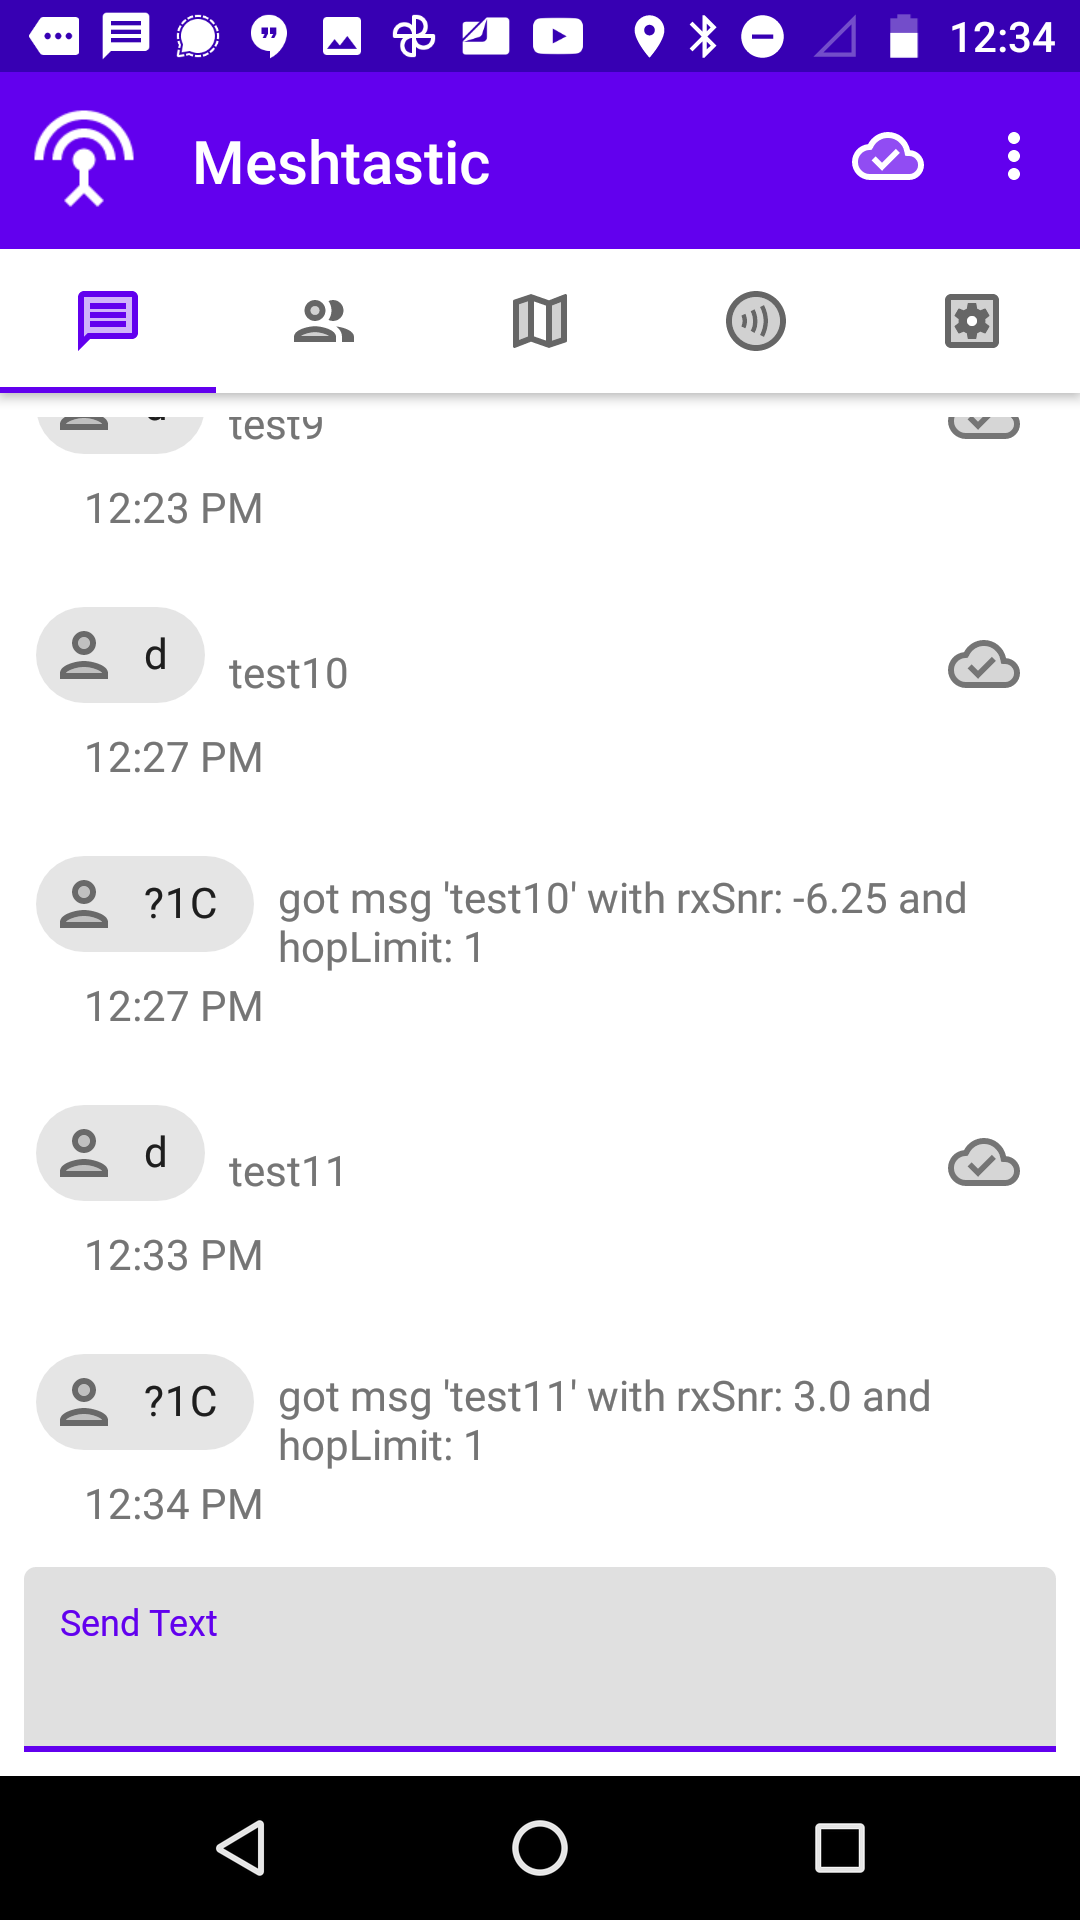 12:34
Meshtastic
d test9
12:23 PM
d test10
12:27 PM
?1C got msg 'test10' with rxSnr: -6.25 and
hopLimit: 1
12:27 PM
d test11
12:33 PM
?1C got msg 'test11' with rxSnr: 3.0 and
hopLimit: 1
12:34 PM
Send Text